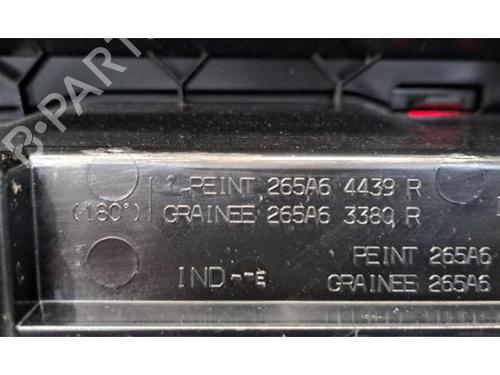 B-PARTS
PEINT 265A6 4439 R
(180°) GRAINEE 265A6 3380 R
PEINT 265A6
IND--E GRAINEE 265A6